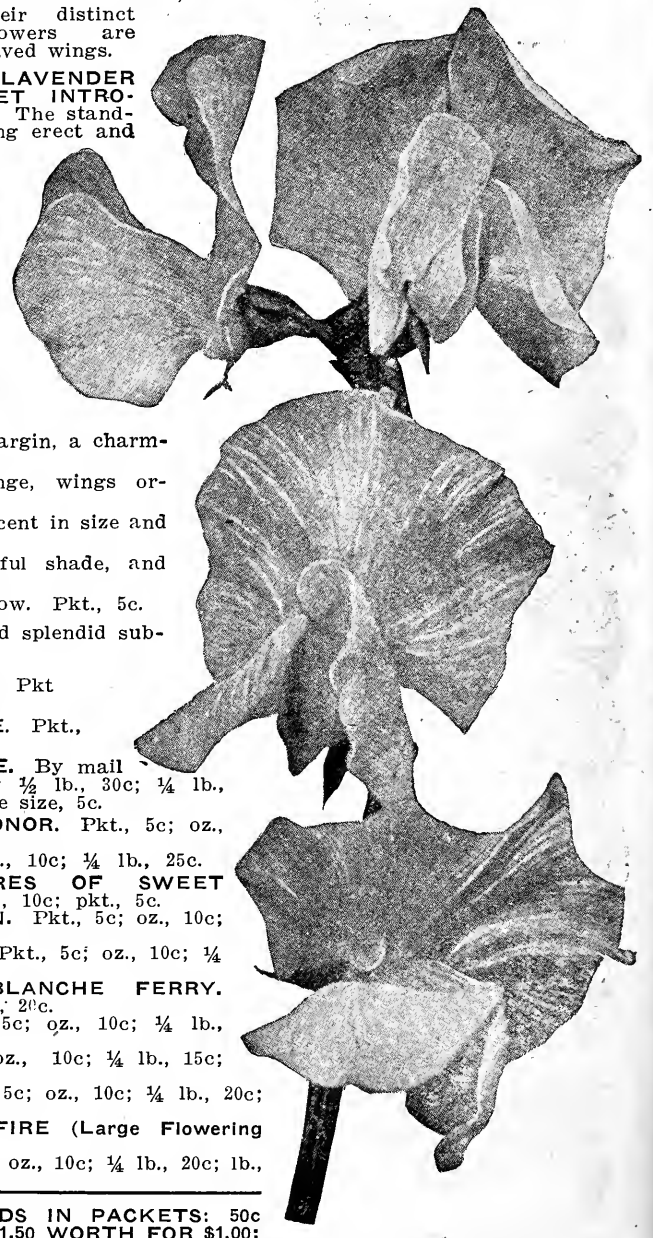 eir distinct
owers are
aved wings.
LAVENDER
ET INTRO-
The stand-
ng erect and
argin, a charm-
nge, wings or-
cent in size and
ful shade, and
ow. Pkt., 5c.
d splendid sub-
Pkt
E. Pkt.,
E. By mail
½ lb., 30c; ¼ lb.,
e size, 5c.
ONOR. Pkt., 5c; oz.,
., 10c; ¼ lb., 25c.
RES OF SWEET
, 10c; pkt., 5c.
N. Pkt., 5c; oz., 10c;
Pkt., 5c; oz., 10c; ¼
BLANCHE FERRY.
, 20c.
5c; oz., 10c; ¼ lb.,
oz., 10c; ¼ lb., 15c;
5c; oz., 10c; ¼ lb., 20c;
FIRE (Large Flowering
oz., 10c; ¼ lb., 20c; lb.,
DS IN PACKETS: 50c
1.50 WORTH FOR $1.00: